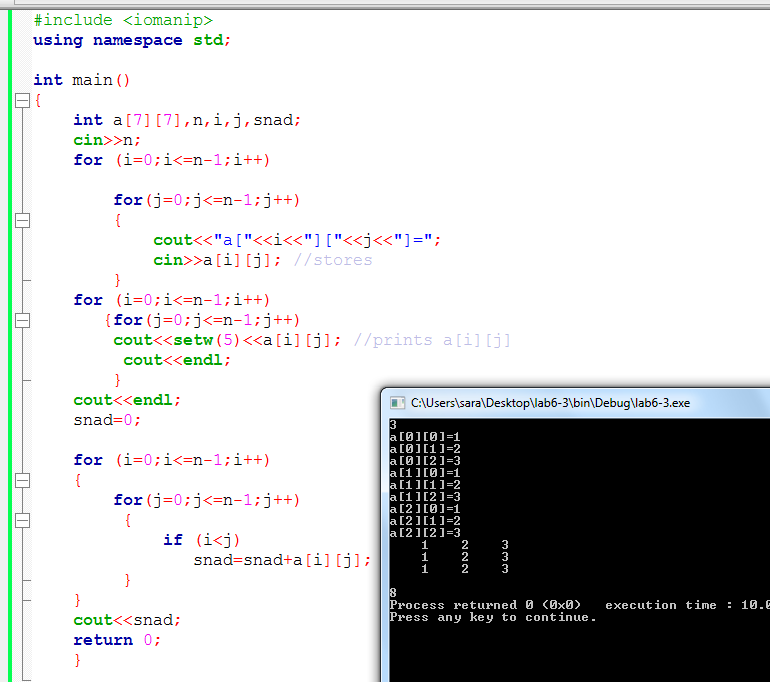 #include <iomanip>
using namespace std;
int main()
{
int a[7][7],n,i,j,snad;
cin>>n;
for (i=0;i<=n-1;i++)
for(j=0;j<=n-1;j++)
{
cout<<"a["<<i<<"]["<<j<<"]=";
cin>>a[i][j]; //stores
}
for (i=0;i<=n-1;i++)
{for(j=0;j<=n-1;j++)
cout<<setw(5)<<a[i][j]; //prints a[i][j]
cout<<endl;
}
cout<<endl;
snad=0;
for (i=0;i<=n-1;i++)
{
for(j=0;j<=n-1;j++)
{
if (i<j)
snad=snad+a[i][j];
}
}
cout<<snad;
return 0;
}
C:\Users\sara\Desktop\lab6-3\bin\Debug\lab6-3.exe
3
a[0][0]=1
a[0][1]=2
a[0][2]=3
a[1][0]=1
a[1][1]=2
a[1][2]=3
a[2][0]=1
a[2][1]=2
a[2][2]=3
1 2 3
1 2 3
1 2 3
8
Process returned 0 (0x0) execution time : 10.0
Press any key to continue.